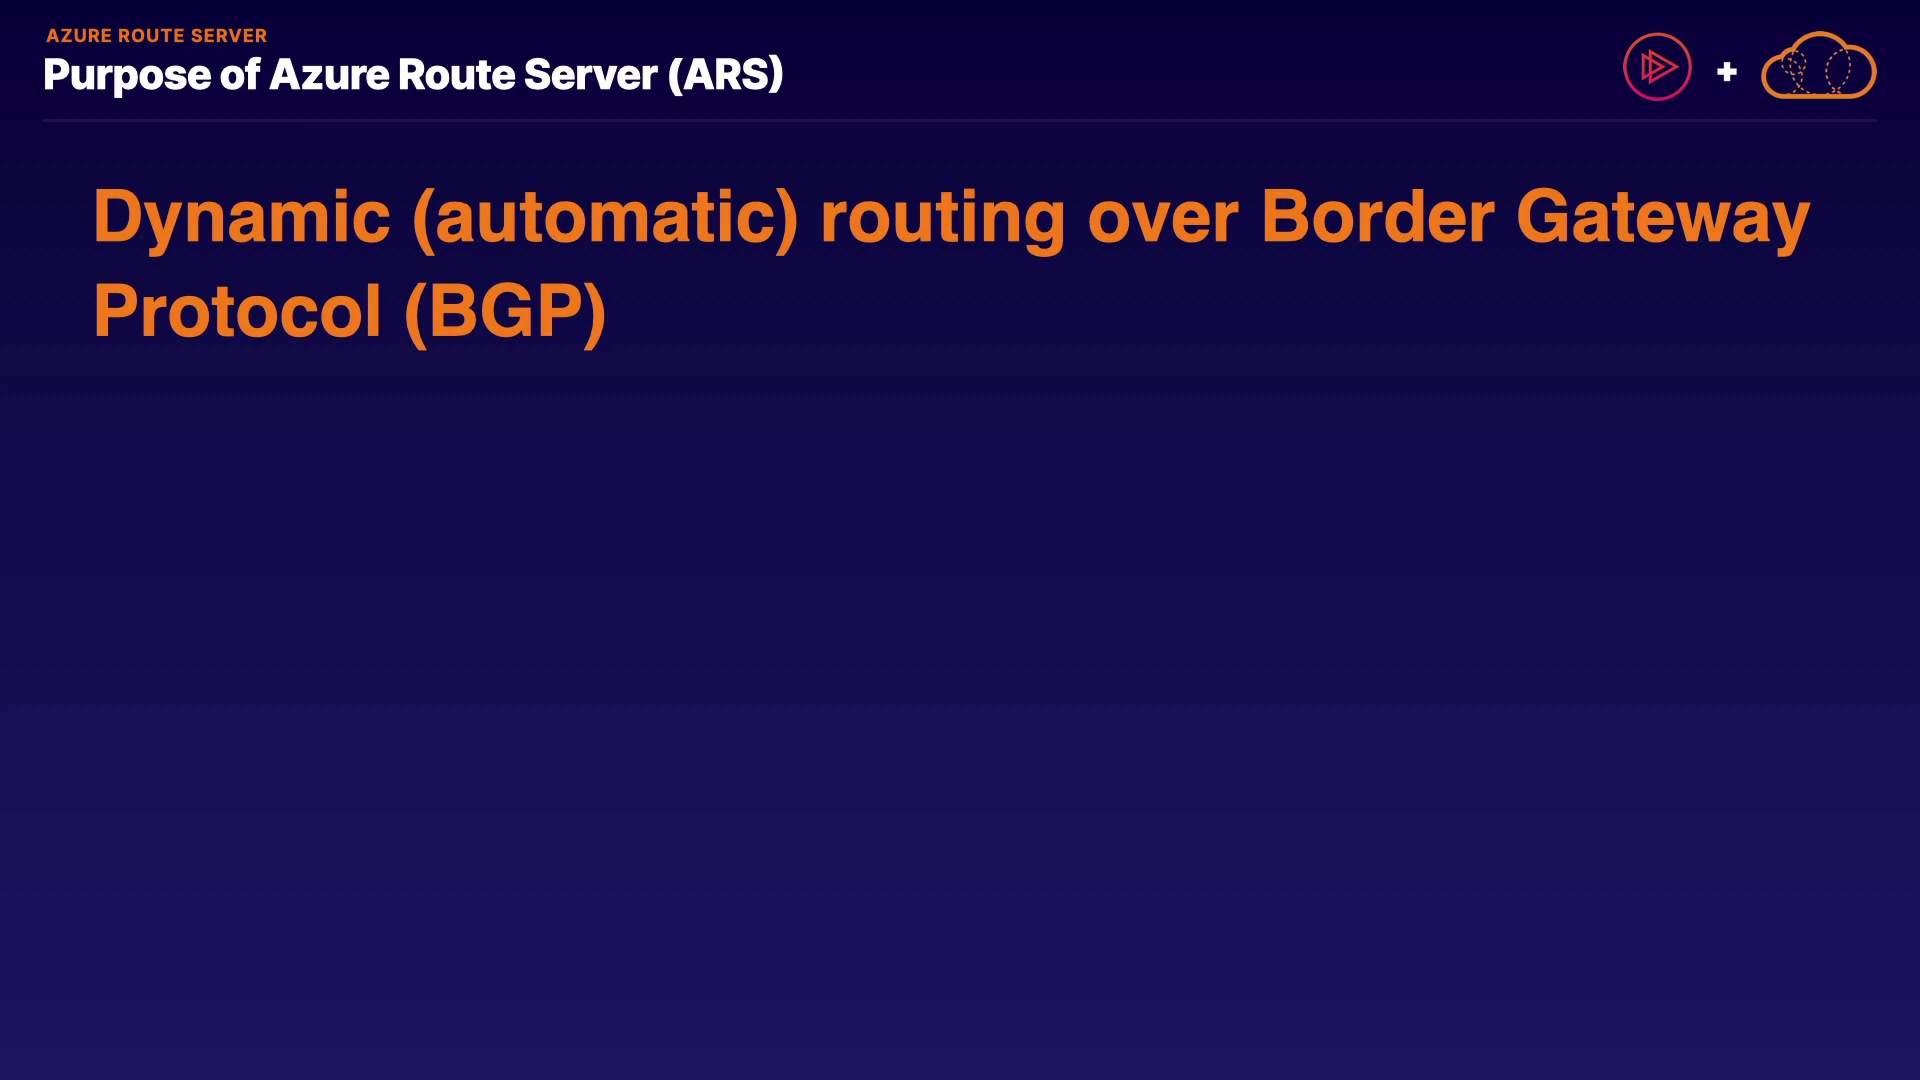 AZURE ROUTE SERVER
Purpose of Azure Route Server (ARS)
+
Dynamic (automatic) routing over Border Gateway
Protocol (BGP)